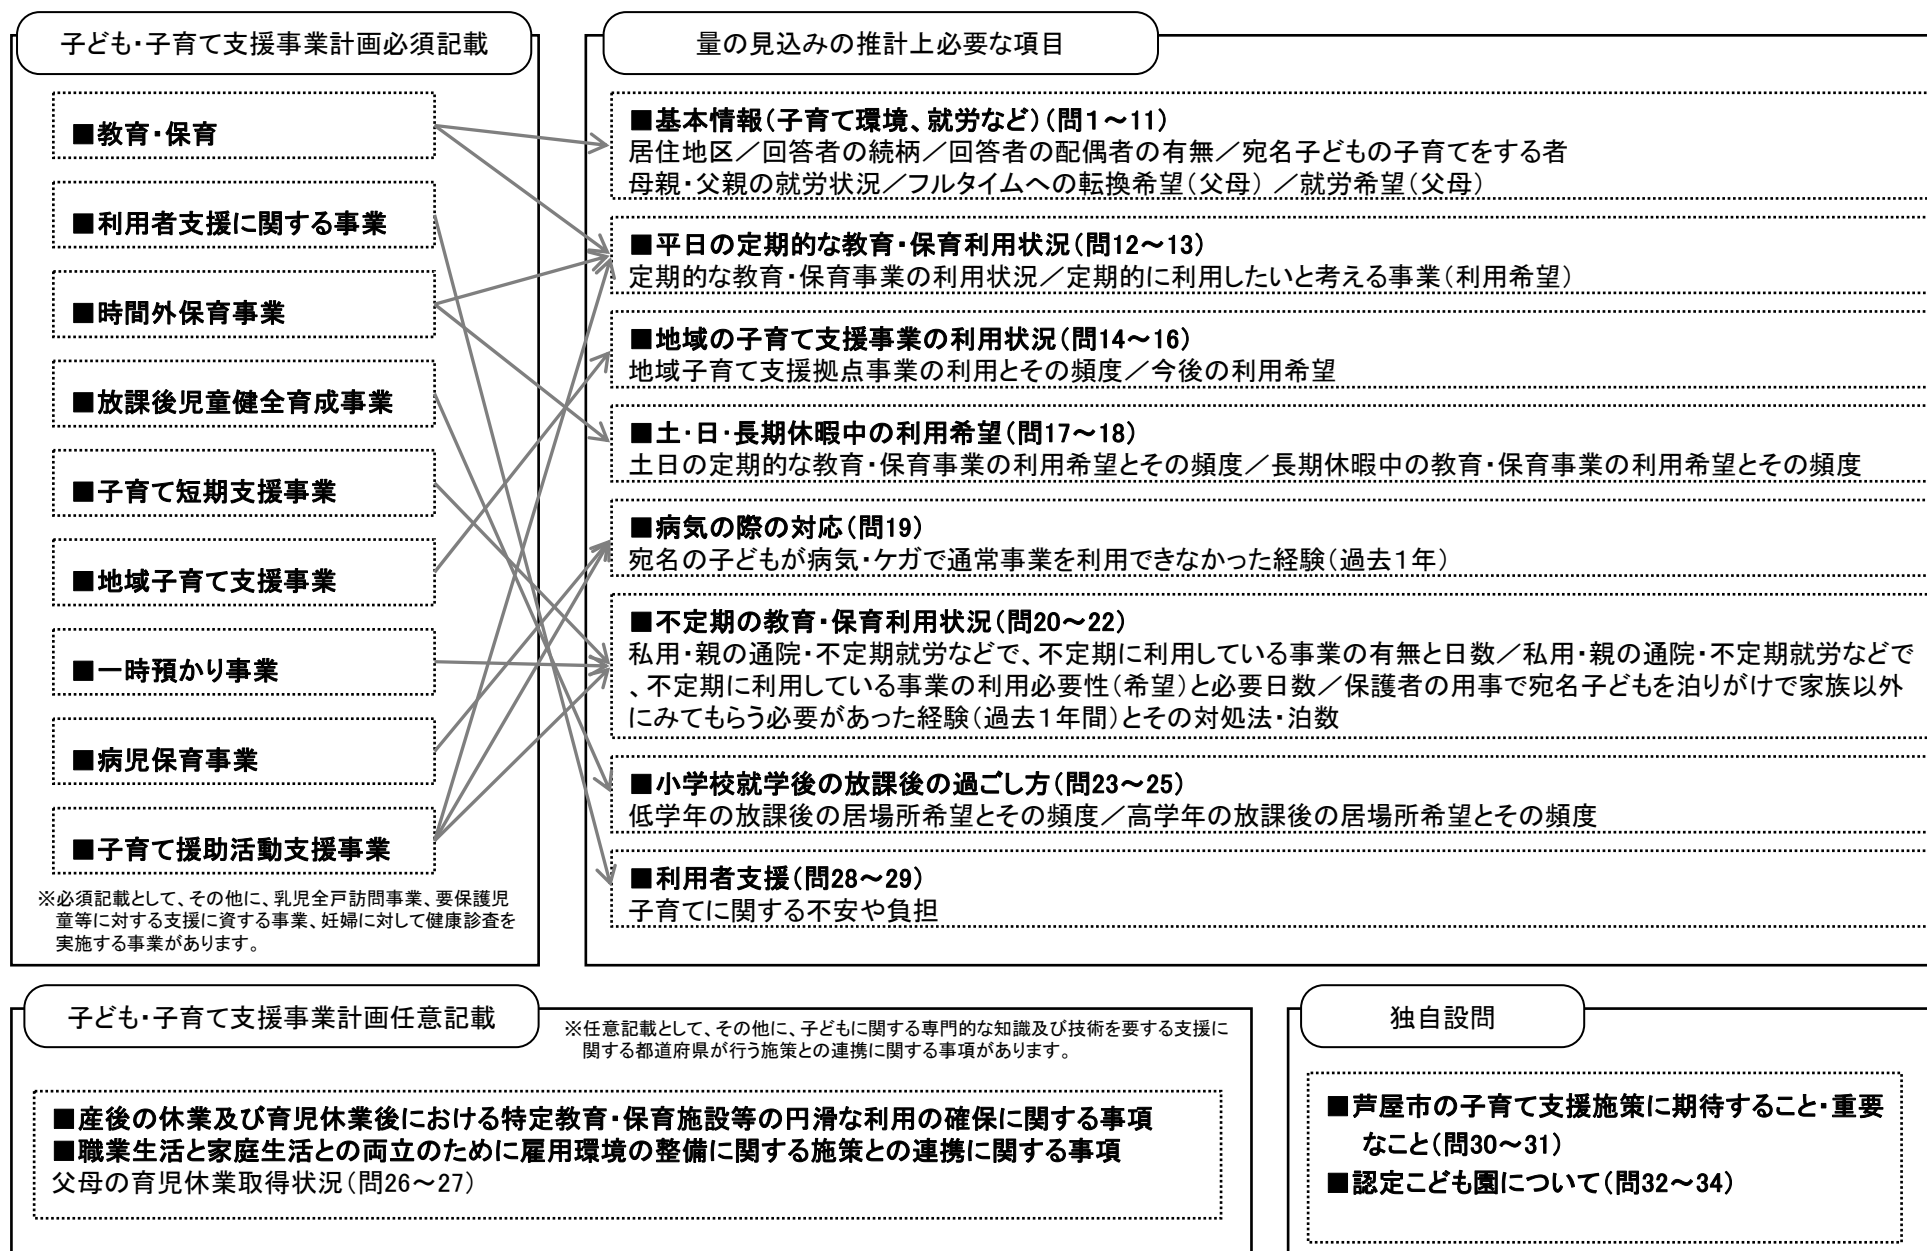 子ども・子育て支援事業計画必須記載
■教育・保育
■利用者支援に関する事業
■時間外保育事業
■放課後児童健全育成事業
■子育て短期支援事業
■地域子育て支援事業
■一時預かり事業
■病児保育事業
■子育て援助活動支援事業
※必須記載として、その他に、乳児全戸訪問事業、要保護児
童等に対する支援に資する事業、妊婦に対して健康診査を
実施する事業があります。
量の見込みの推計上必要な項目
■基本情報（子育て環境、就労など）（問１～11）
居住地区／回答者の続柄／回答者の配偶者の有無／宛名子どもの子育てをする者
母親・父親の就労状況／フルタイムへの転換希望（父母） ／就労希望（父母）
■平日の定期的な教育・保育利用状況（問12～13）
定期的な教育・保育事業の利用状況／定期的に利用したいと考える事業（利用希望）
■地域の子育て支援事業の利用状況（問14～16）
地域子育て支援拠点事業の利用とその頻度／今後の利用希望
■土・日・長期休暇中の利用希望（問17～18）
土日の定期的な教育・保育事業の利用希望とその頻度／長期休暇中の教育・保育事業の利用希望とその頻度
■病気の際の対応（問19）
宛名の子どもが病気・ケガで通常事業を利用できなかった経験（過去１年）
■不定期の教育・保育利用状況（問20～22）
私用・親の通院・不定期就労などで、不定期に利用している事業の有無と日数／私用・親の通院・不定期就労などで
、不定期に利用している事業の利用必要性（希望）と必要日数／保護者の用事で宛名子どもを泊りがけで家族以外
にみてもらう必要があった経験（過去１年間）とその対処法・泊数
■小学校就学後の放課後の過ごし方（問23～25）
低学年の放課後の居場所希望とその頻度／高学年の放課後の居場所希望とその頻度
■利用者支援（問28～29）
子育てに関する不安や負担
子ども・子育て支援事業計画任意記載
※任意記載として、その他に、子どもに関する専門的な知識及び技術を要する支援に
関する都道府県が行う施策との連携に関する事項があります。
■産後の休業及び育児休業後における特定教育・保育施設等の円滑な利用の確保に関する事項
■職業生活と家庭生活との両立のために雇用環境の整備に関する施策との連携に関する事項
父母の育児休業取得状況（問26～27）
独自設問
■芦屋市の子育て支援施策に期待すること・重要
なこと（問30～31）
■認定こども園について（問32～34）